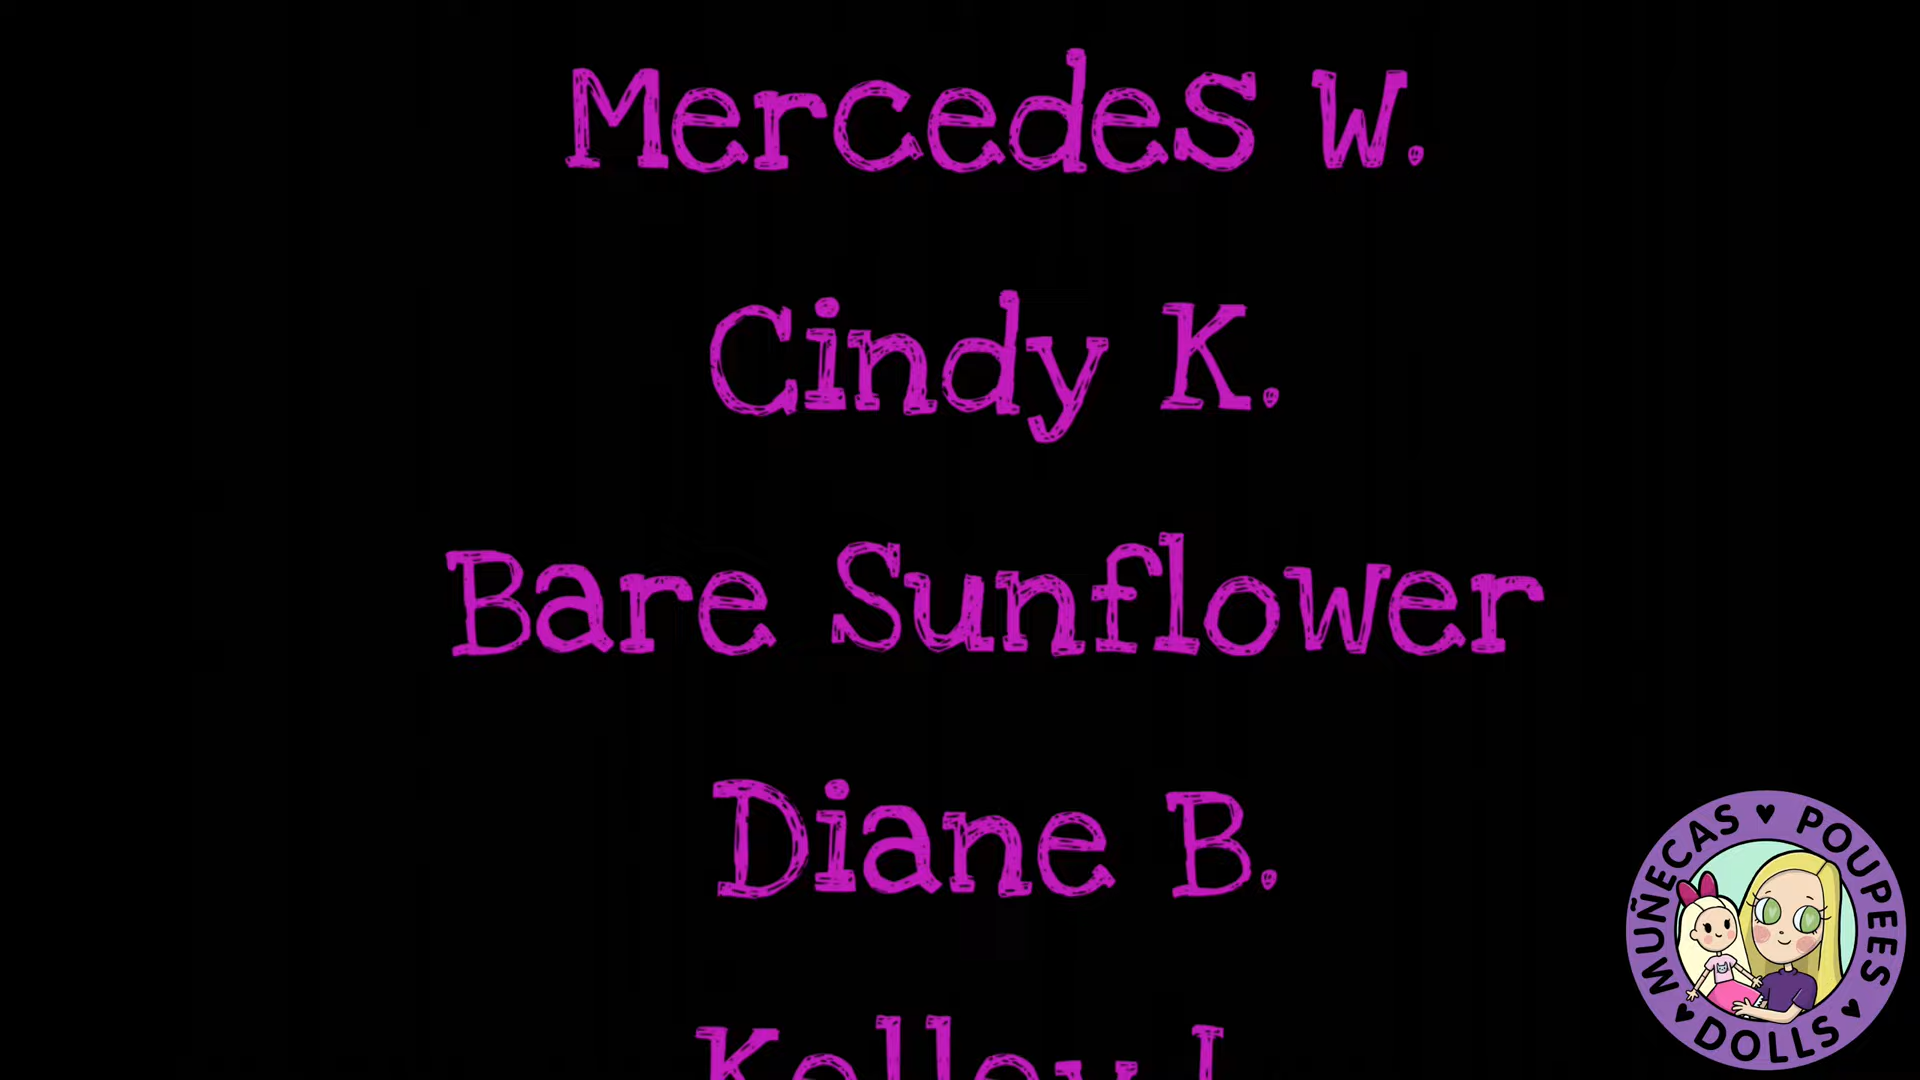 Mercedes W.
Cindy K.
Bare Sunflower
Diane B.
MUÑECAS ♥ POUPEES ♥ DOLLS ♥